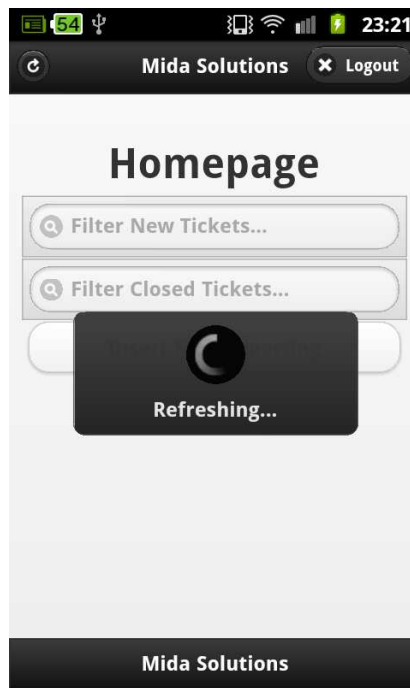 54
23:21
Mida Solutions
Logout
Homepage
Filter New Tickets...
Filter Closed Tickets...
Refreshing...
Mida Solutions